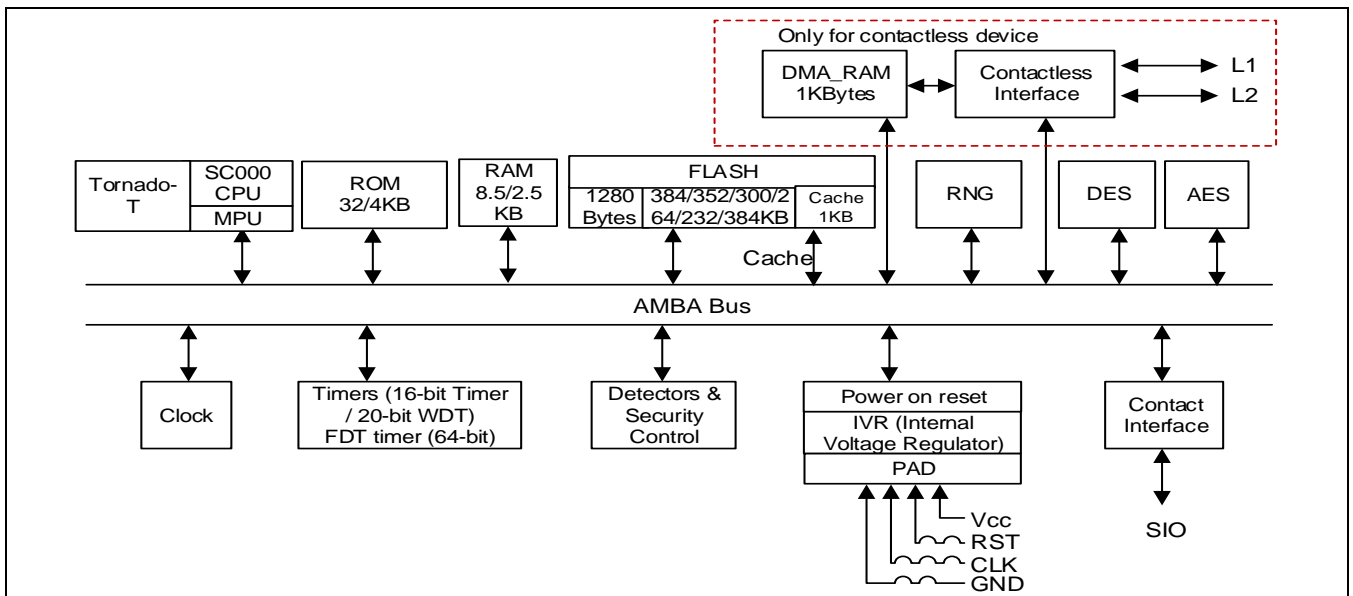 Only for contactless device
DMA_RAM
1KBytes
Contactless
Interface
L1
L2
Tornado-
T
SC000
CPU
MPU
ROM
32/4KB
RAM
8.5/2.5
KB
FLASH
1280
Bytes
384/352/300/2
64/232/384KB
Cache
1KB
RNG
DES
AES
Cache
AMBA Bus
Clock
Timers (16-bit Timer
/ 20-bit WDT)
FDT timer (64-bit)
Detectors &
Security
Control
Power on reset
IVR (Internal
Voltage Regulator)
PAD
Contact
Interface
Vcc
RST
CLK
GND
SIO